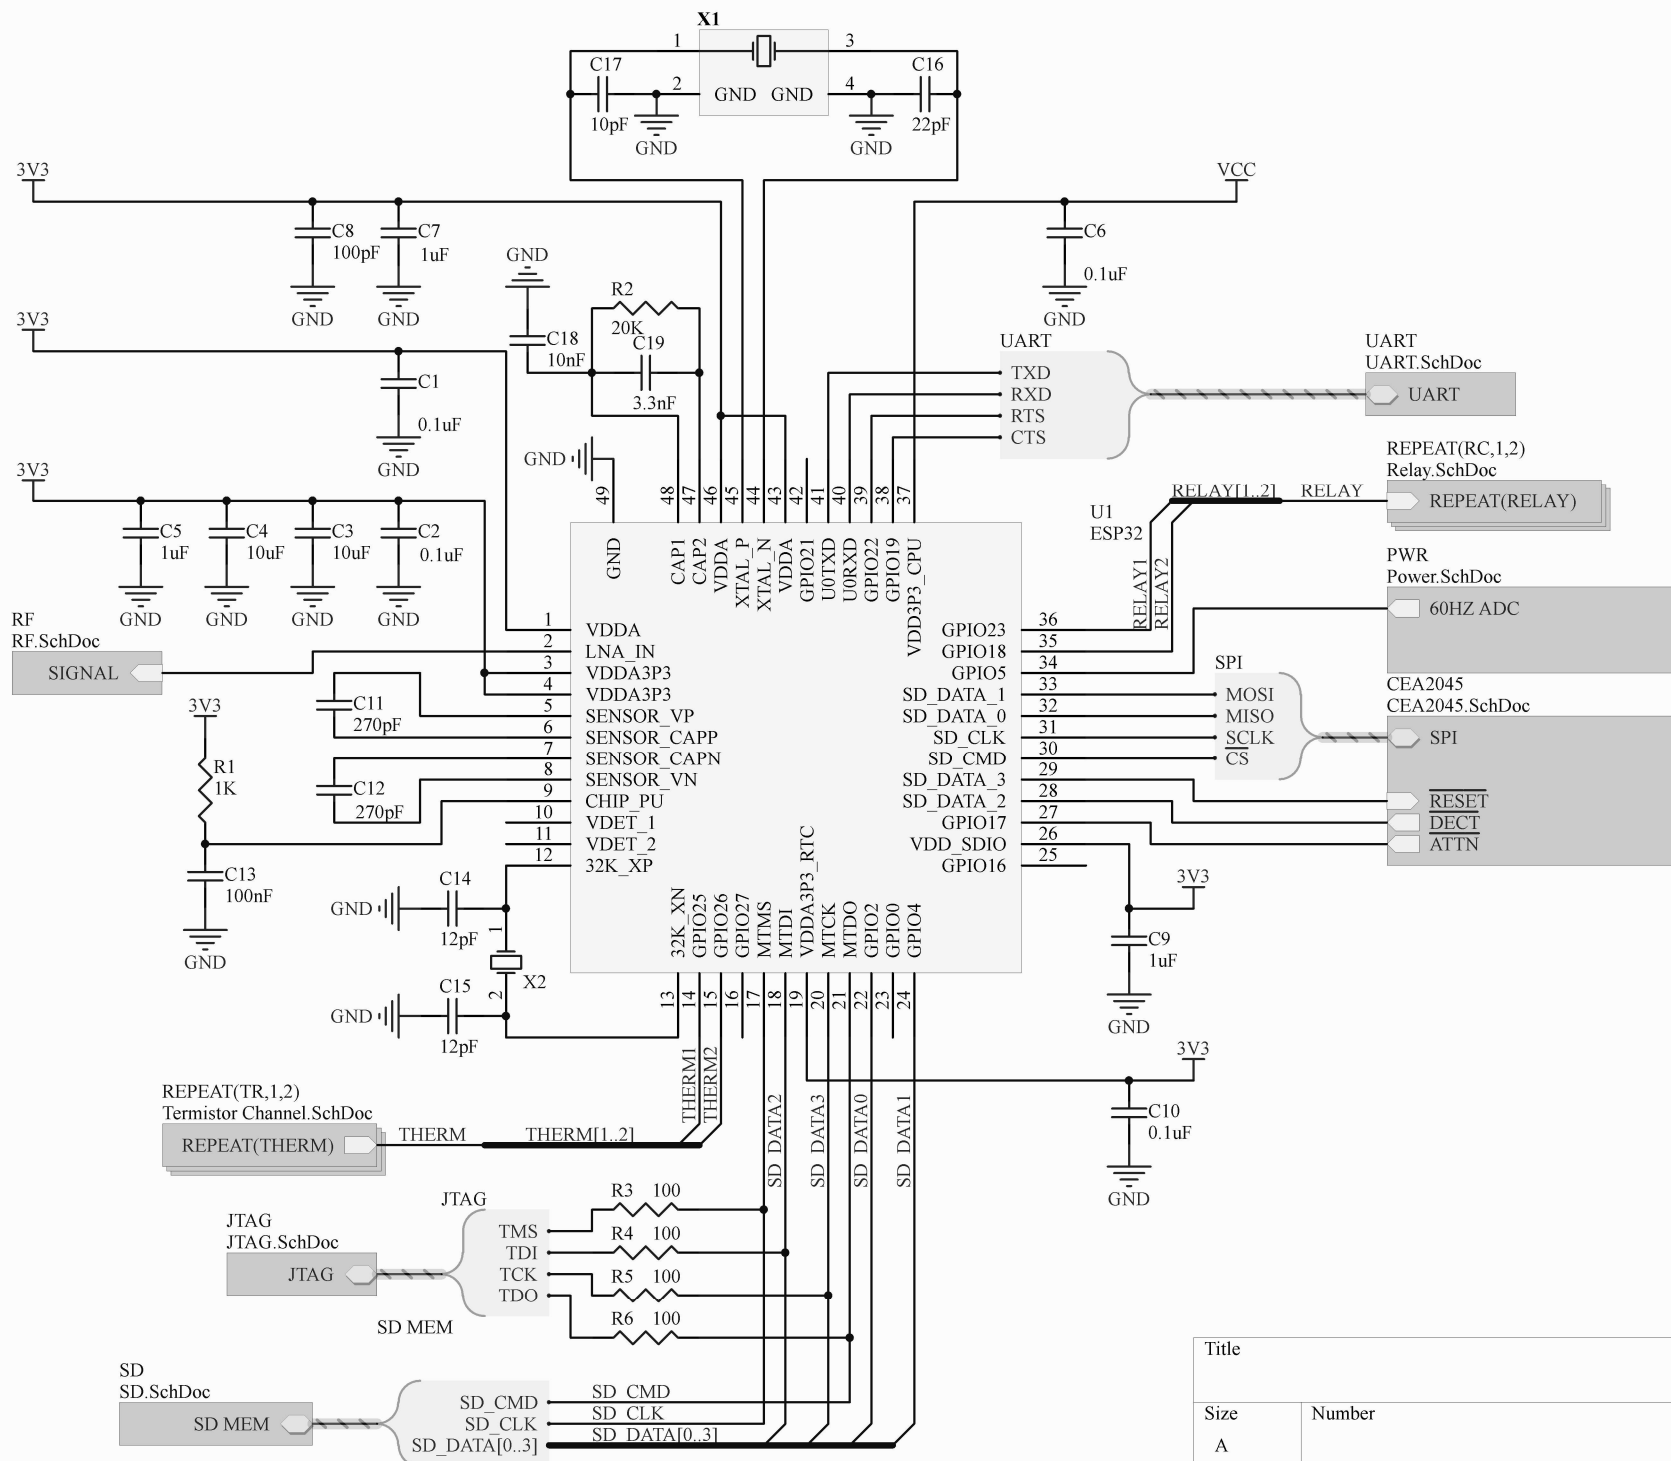 X1
1
3
C17
C16
2
GND GND
4
10pF
22pF
GND
GND
3V3
VCC
C8
100pF
C7
1uF
C6
0.1uF
GND
GND
GND
GND
R2
20K
C18
10nF
C19
3.3nF
3V3
C1
0.1uF
GND
UART
TXD
RXD
RTS
CTS
UART
UART.SchDoc
UART
REPEAT(RC,1,2)
Relay.SchDoc
REPEAT(RELAY)
RELAY[1..2] RELAY
RELAY1
RELAY2
3V3
GND
C5
1uF
C4
10uF
C3
10uF
C2
0.1uF
GND
GND
GND
GND
49
48
47
46
45
44
43
42
41
40
39
38
37
GND
CAP1
CAP2
VDDA
XTAL_P
XTAL_N
VDDA
GPIO21
U0TXD
U0RXD
GPIO22
GPIO19
VDD3P3_CPU
U1
ESP32
PWR
Power.SchDoc
60HZ ADC
RF
RF.SchDoc
SIGNAL
1 VDDA
2 LNA_IN
3 VDDA3P3
4 VDDA3P3
5 SENSOR_VP
6 SENSOR_CAPP
7 SENSOR_CAPN
8 SENSOR_VN
9 CHIP_PU
10 VDET_1
11 VDET_2
12 32K_XP
GPIO23 36
GPIO18 35
GPIO5 34
SD_DATA_1 33
SD_DATA_0 32
SD_CLK 31
SD_CMD 30
SD_DATA_3 29
SD_DATA_2 28
GPIO17 27
VDD_SDIO 26
GPIO16 25
SPI
MOSI
MISO
SCLK
CS
CEA2045
CEA2045.SchDoc
SPI
RESET
DECT
ATTN
C11
270pF
C12
270pF
3V3
R1
1K
C13
100nF
GND
C14
GND
12pF
1
X2
2
C15
GND
12pF
32K_XN
GPIO25
GPIO26
GPIO27
MTMS
MTDI
VDDA3P3_RTC
MTCK
MTDO
GPIO2
GPIO0
GPIO4
13
14
15
16
17
18
19
20
21
22
23
24
3V3
C9
1uF
GND
3V3
C10
0.1uF
GND
THERM1
THERM2
SD_DATA2
SD_DATA3
SD_DATA0
SD_DATA1
REPEAT(TR,1,2)
Termistor Channel.SchDoc
REPEAT(THERM)
THERM THERM[1..2]
JTAG
JTAG.SchDoc
JTAG
JTAG
TMS
TDI
TCK
TDO
R3 100
R4 100
R5 100
R6 100
SD MEM
SD
SD.SchDoc
SD MEM
SD_CMD
SD_CLK
SD_DATA[0..3]
SD_CMD
SD_CLK
SD_DATA[0..3]
Title
Size
Number
A